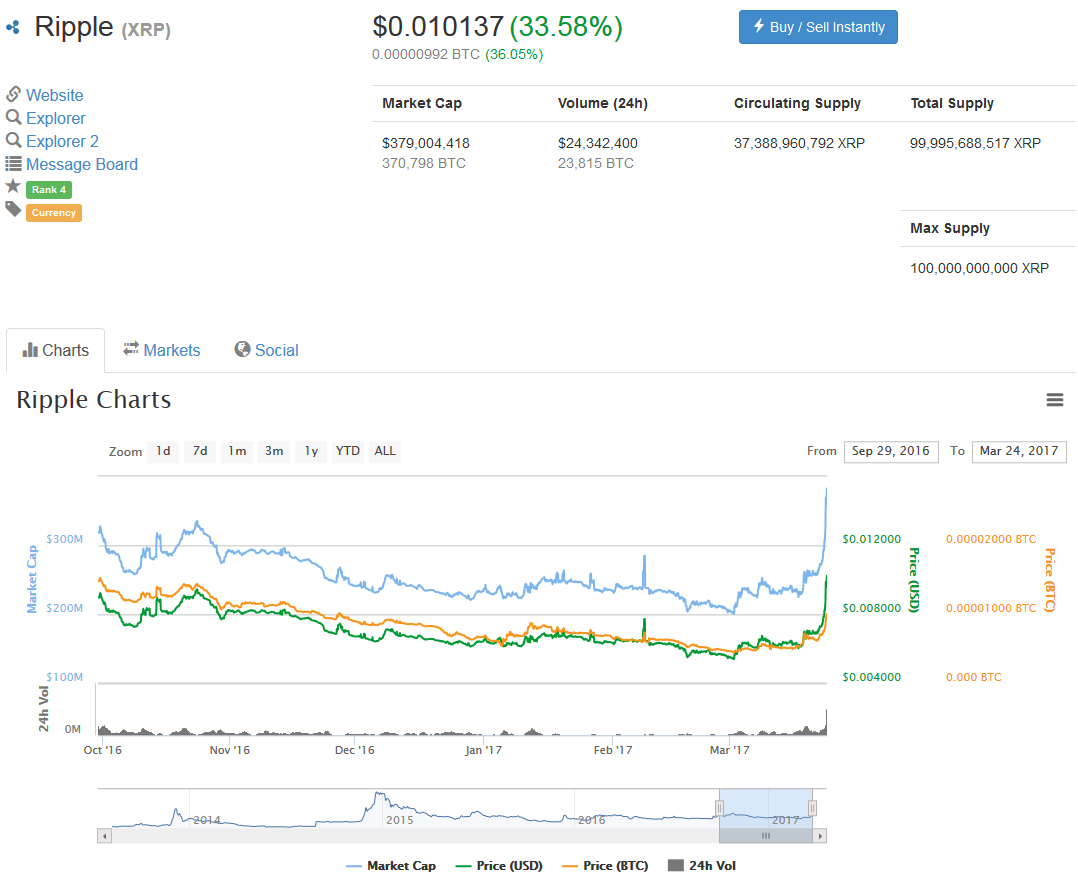 Ripple (XRP)
$0.010137 (33.58%)
0.00000992 BTC (36.05%)
Buy / Sell Instantly
Website
Explorer
Explorer 2
Message Board
Rank 4
Currency
Market Cap Volume (24h) Circulating Supply Total Supply
$379,004,418 $24,342,400 37,388,960,792 XRP 99,995,688,517 XRP
370,798 BTC 23,815 BTC
Max Supply
100,000,000,000 XRP
Charts Markets Social
Ripple Charts
Zoom 1d 7d 1m 3m 1y YTD ALL From Sep 29, 2016 To Mar 24, 2017
Market Cap
$300M
$200M
$100M
24h Vol
0M
$0.012000
$0.008000
$0.004000
Price (USD)
0.00002000 BTC
0.00001000 BTC
0.000 BTC
Price (BTC)
Oct '16 Nov '16 Dec '16 Jan '17 Feb '17 Mar '17
2014 2015 2016 2017
Market Cap Price (USD) Price (BTC) 24h Vol